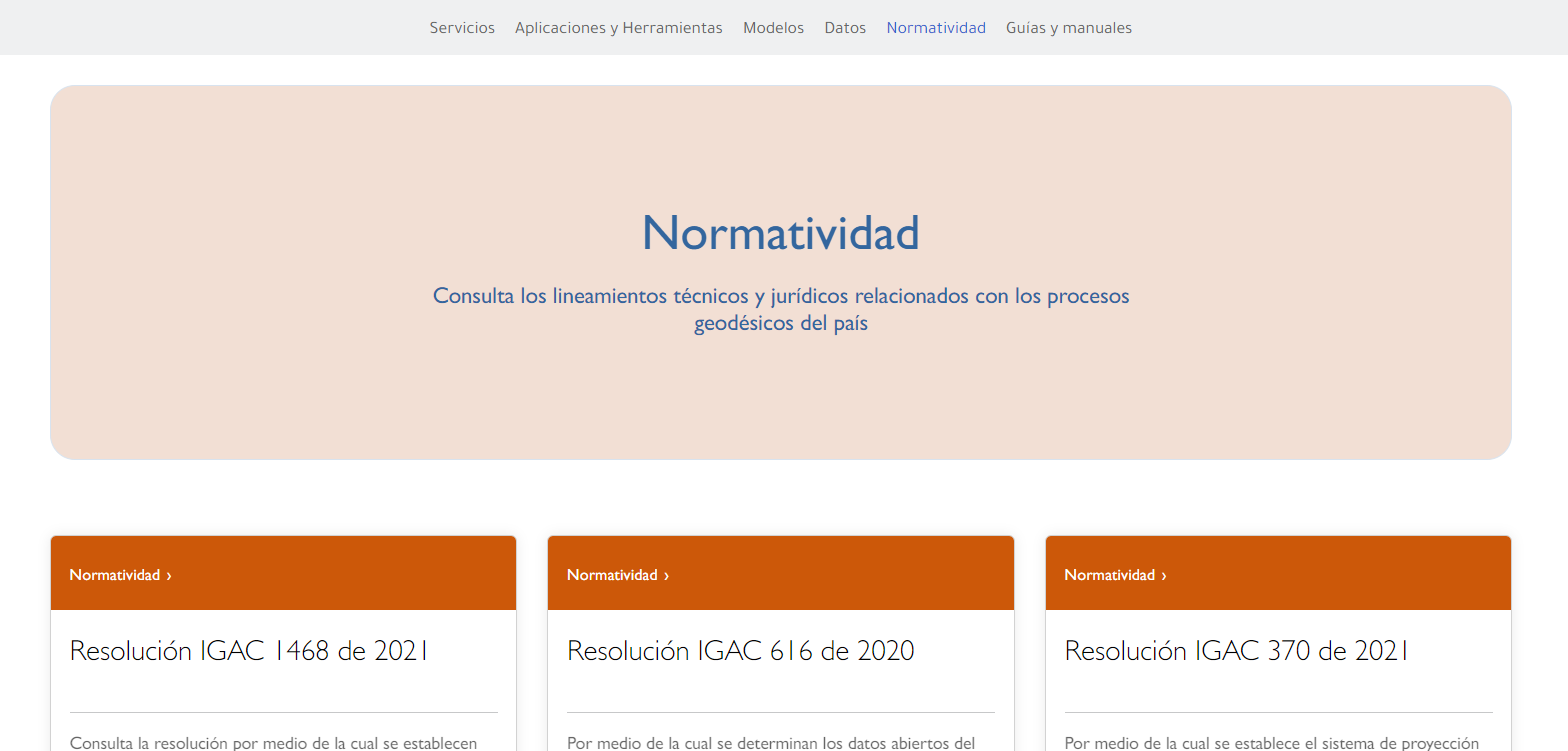 Servicios Aplicaciones y Herramientas Modelos Datos Normatividad Guías y manuales
Normatividad
Consulta los lineamientos técnicos y jurídicos relacionados con los procesos
geodésicos del país
Normatividad ›
Resolución IGAC 1468 de 2021
Consulta la resolución por medio de la cual se establecen
Normatividad ›
Resolución IGAC 616 de 2020
Por medio de la cual se determinan los datos abiertos del
Normatividad ›
Resolución IGAC 370 de 2021
Por medio de la cual se establece el sistema de proyección